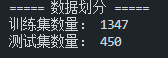 ===== 数据划分 =====
训练集数量: 1347
测试集数量: 450